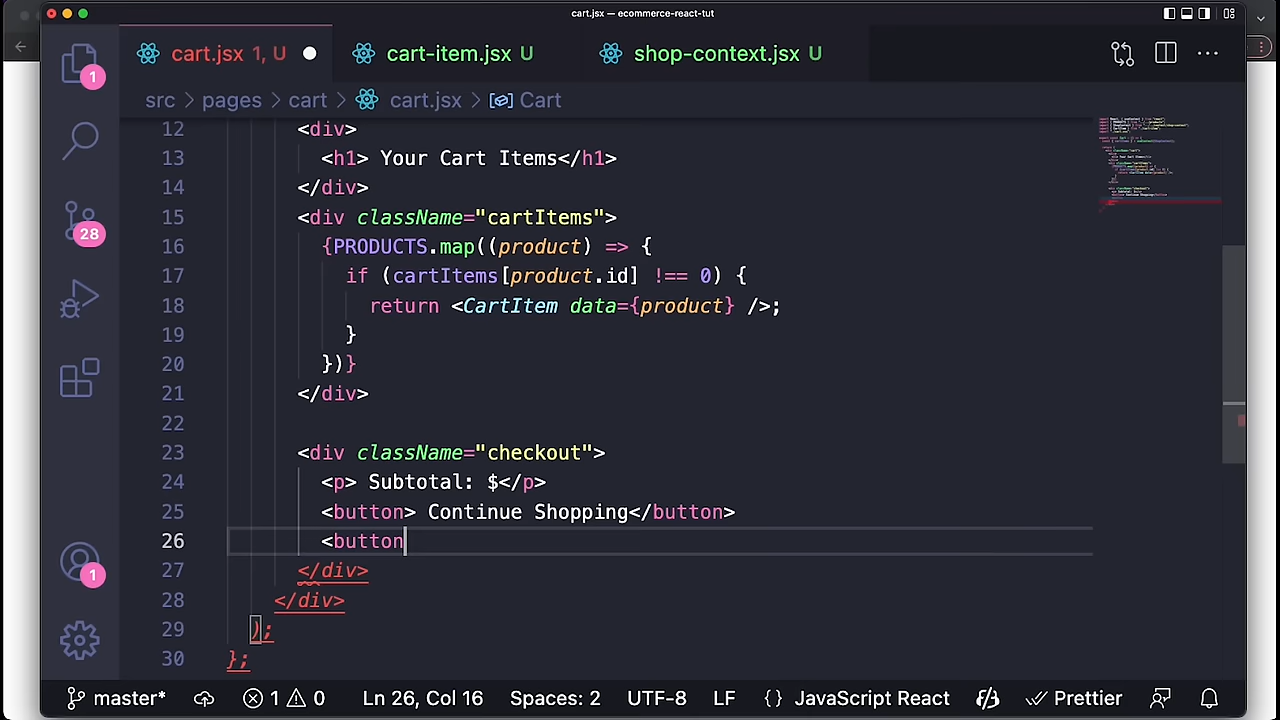 cart.jsx — ecommerce-react-tut
cart.jsx 1, U
cart-item.jsx U
shop-context.jsx U
src > pages > cart > cart.jsx > Cart
12 <div>
13 <h1> Your Cart Items</h1>
14 </div>
15 <div className="cartItems">
16 {PRODUCTS.map((product) => {
17 if (cartItems[product.id] !== 0) {
18 return <CartItem data={product} />;
19 }
20 })}
21 </div>
22
23 <div className="checkout">
24 <p> Subtotal: $</p>
25 <button> Continue Shopping</button>
26 <button
27 </div>
28 </div>
29 );
30 };
1
28
1
master* 1 0 Ln 26, Col 16 Spaces: 2 UTF-8 LF {} JavaScript React Prettier